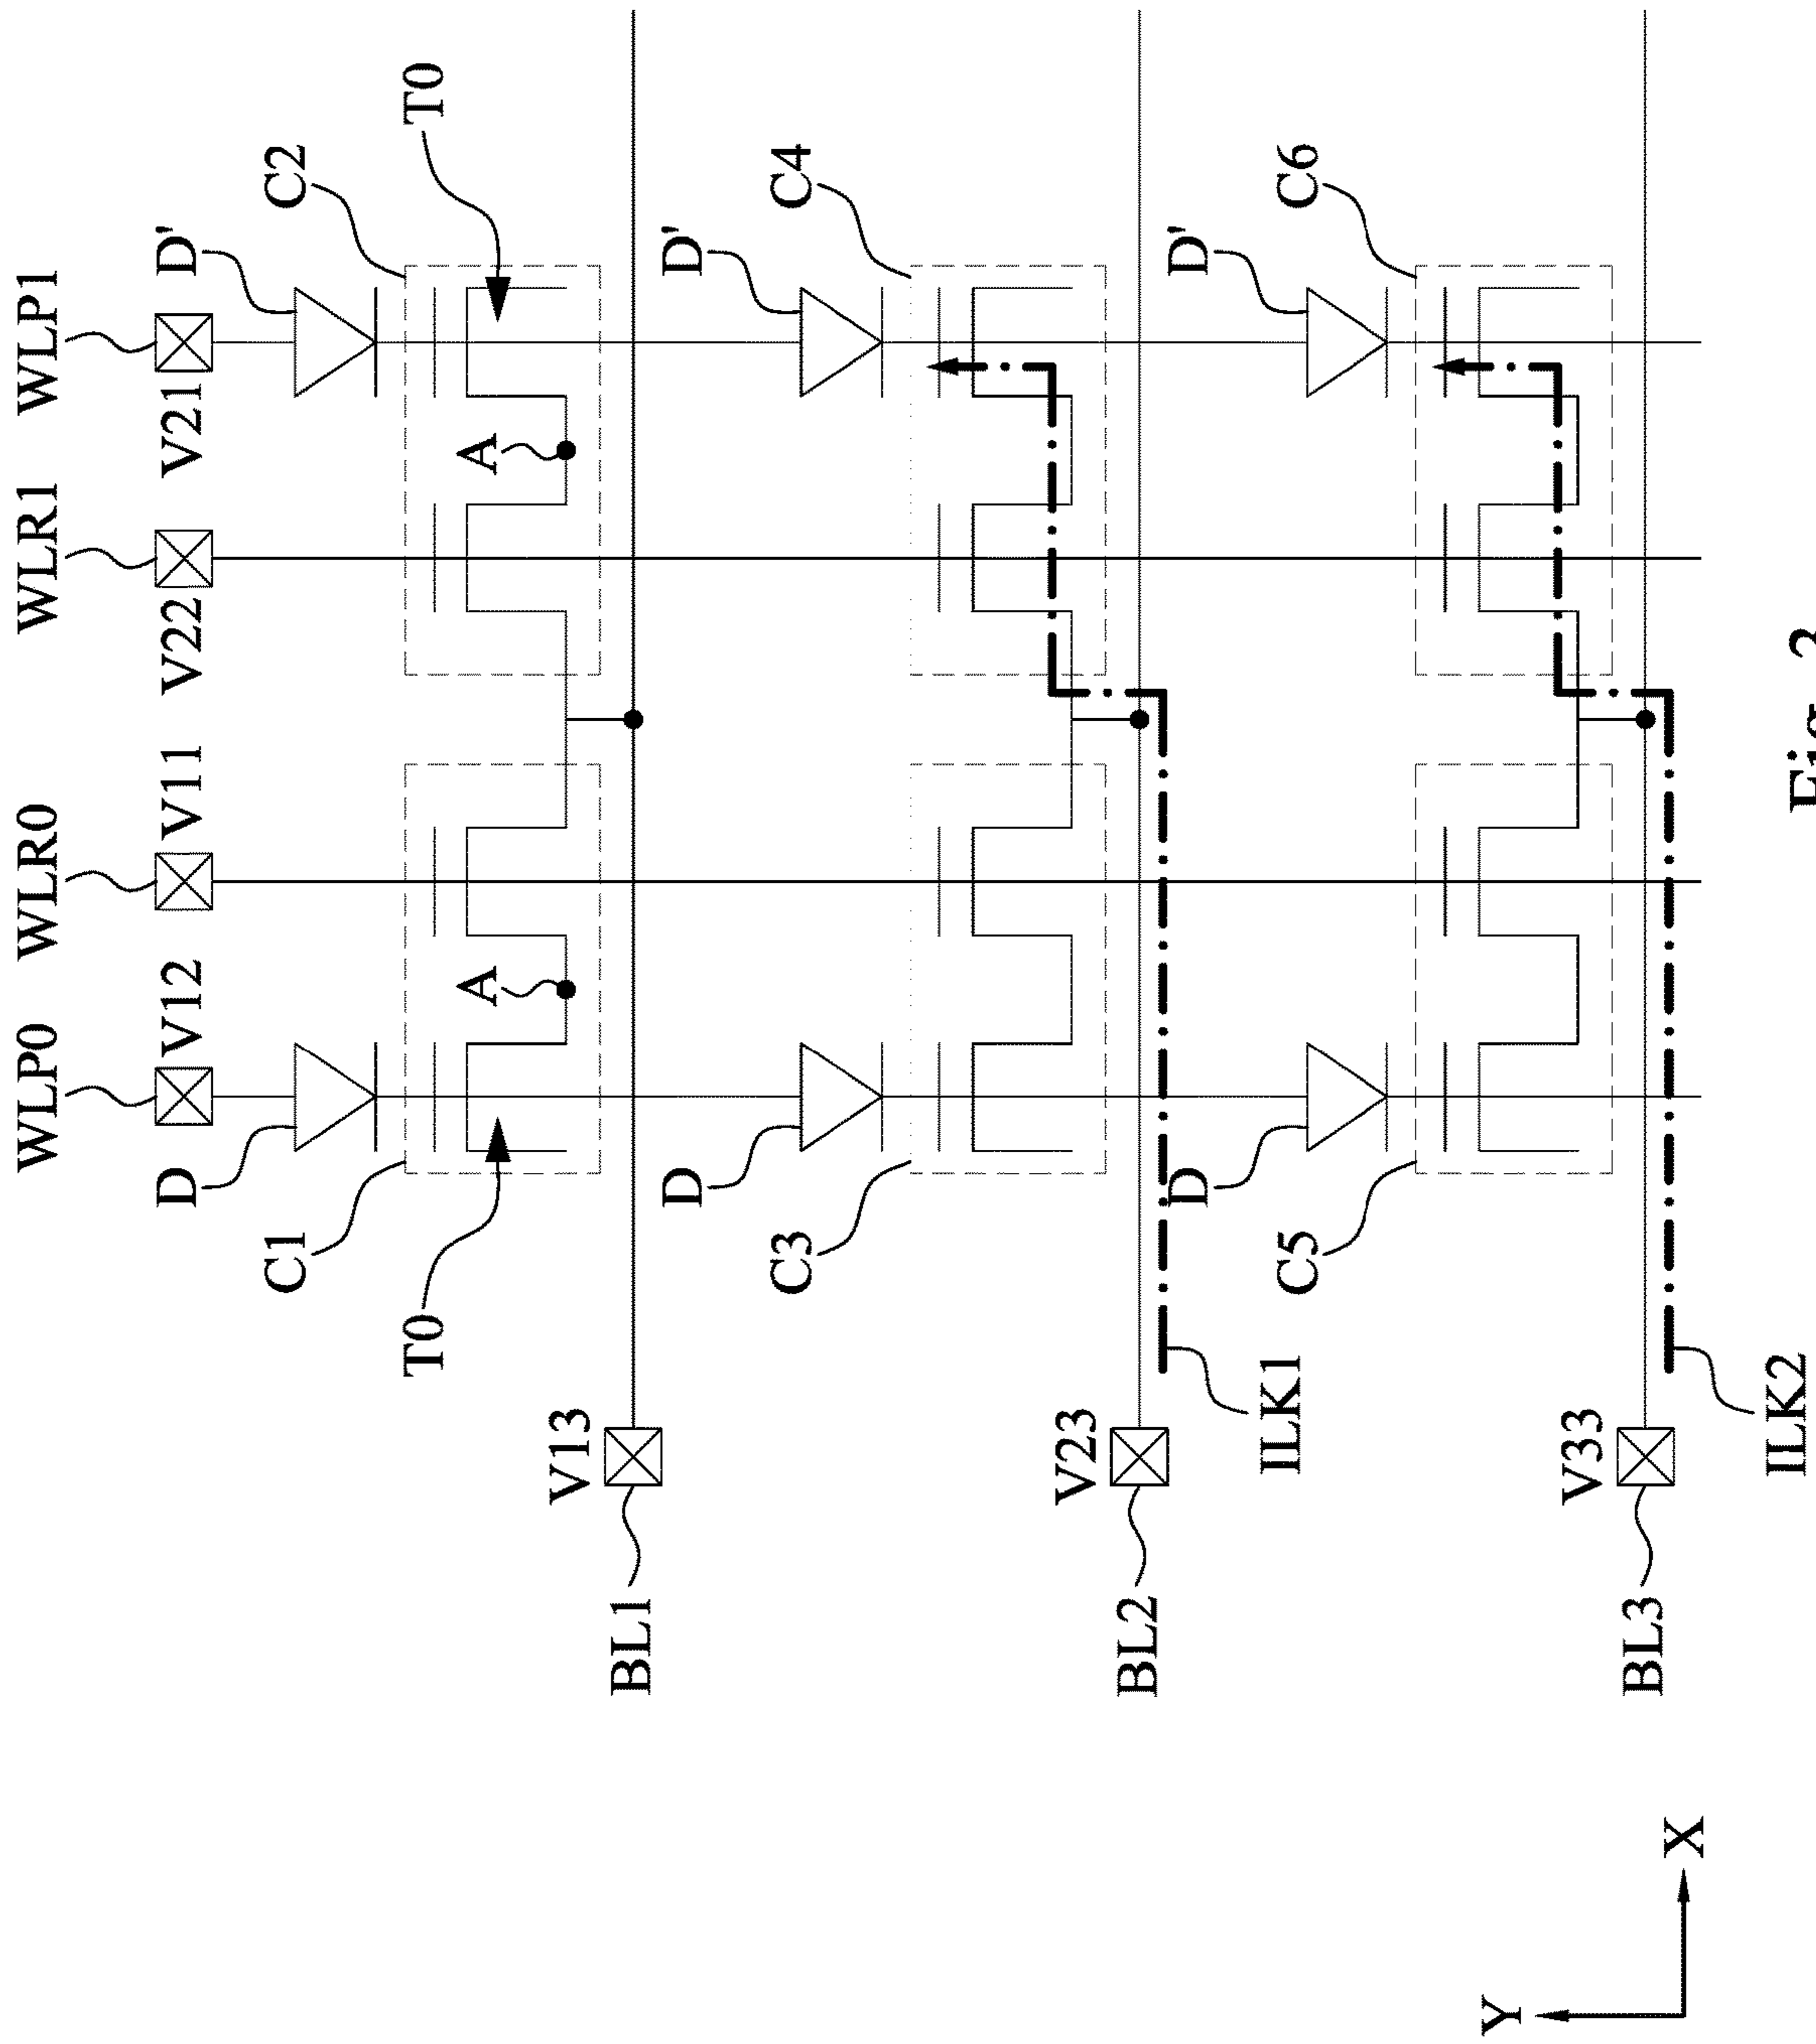 WLP0
WLR0
WLR1
WLP1
V12
V11
V22
V21
D
D'
C1
C2
T0
T0
A
A
V13
BL1
D
D'
C3
C4
V23
BL2
ILK1
D
D'
C5
C6
V33
BL3
ILK2
Y
X